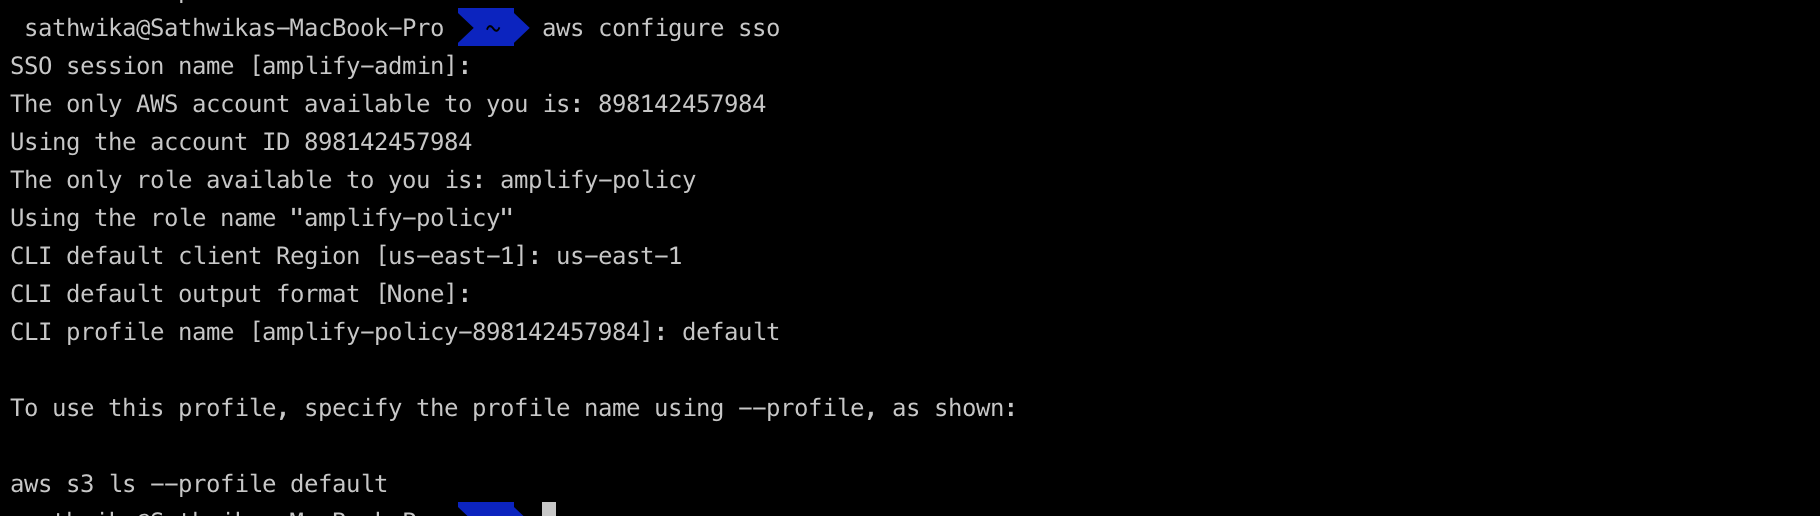 sathwika@Sathwikas-MacBook-Pro ~ aws configure sso
SSO session name [amplify-admin]:
The only AWS account available to you is: 898142457984
Using the account ID 898142457984
The only role available to you is: amplify-policy
Using the role name "amplify-policy"
CLI default client Region [us-east-1]: us-east-1
CLI default output format [None]:
CLI profile name [amplify-policy-898142457984]: default
To use this profile, specify the profile name using --profile, as shown:
aws s3 ls --profile default